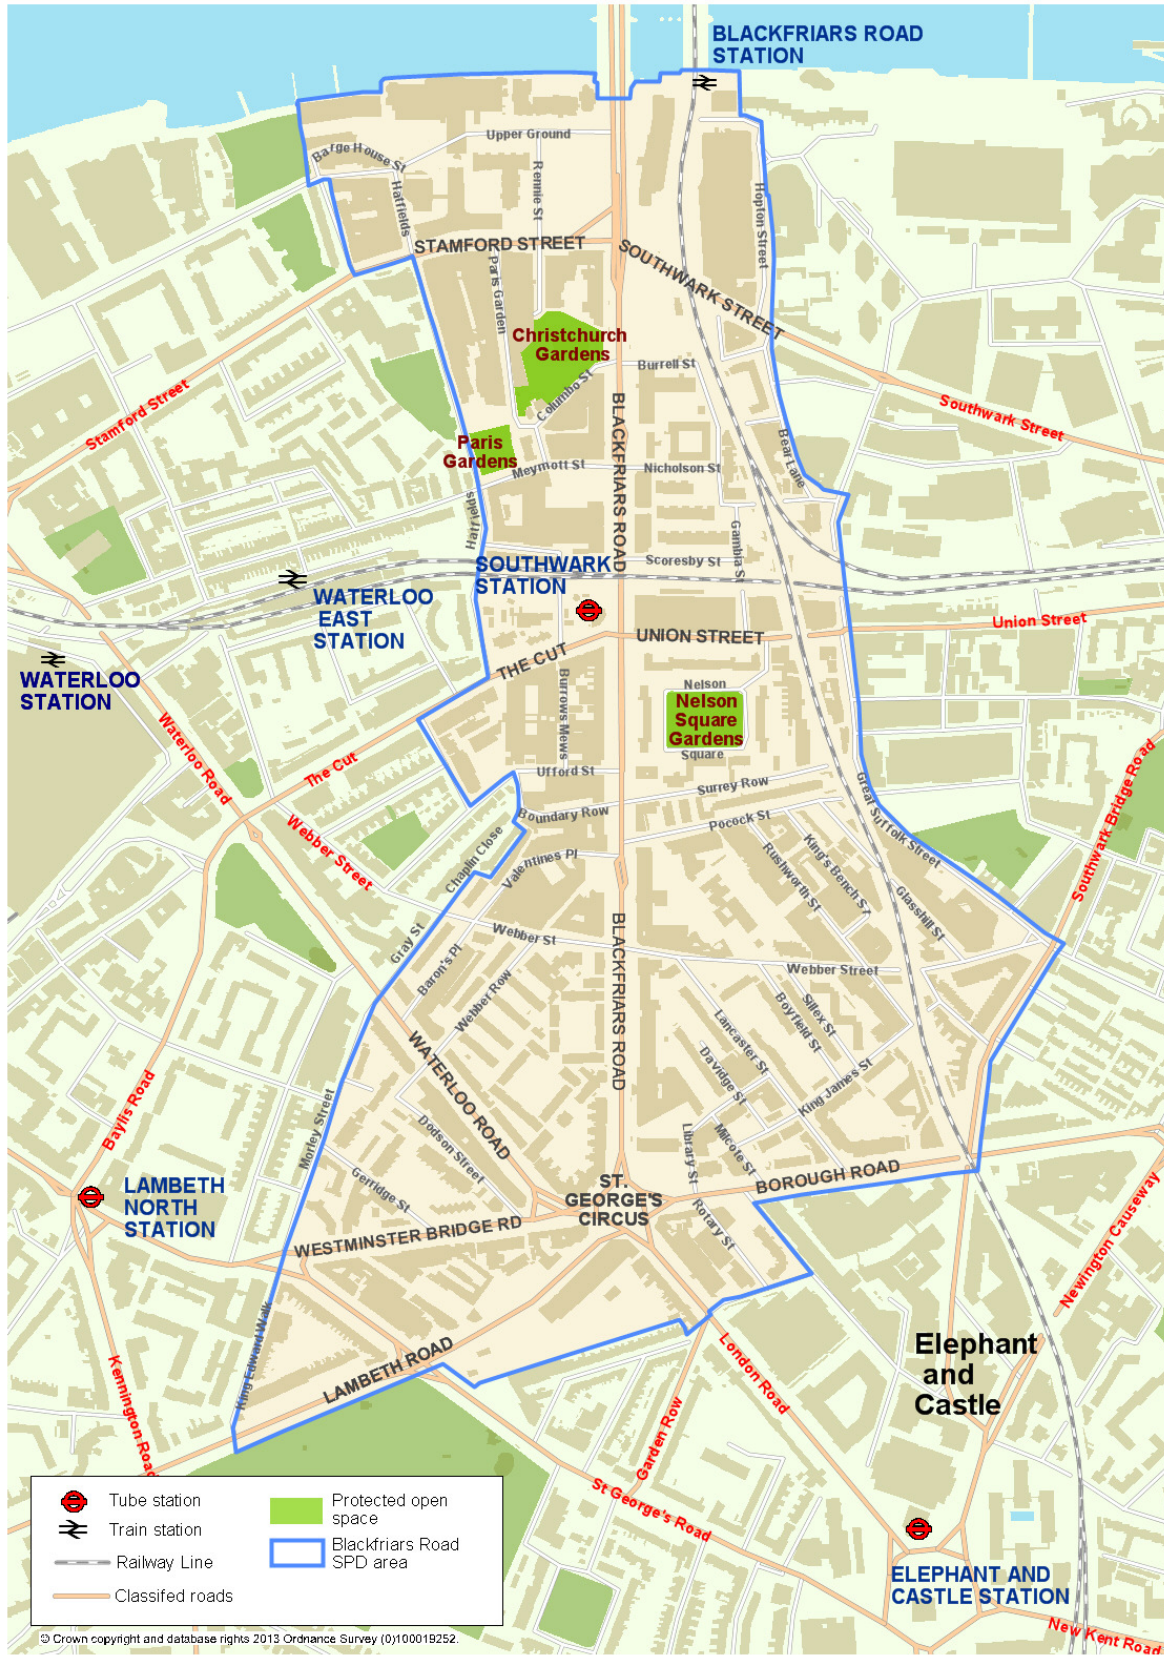 BLACKFRIARS ROAD
STATION
Upper Ground
Barge House St
Rennie St
Hatfields
Hopton Street
STAMFORD STREET
SOUTHWARK STREET
Paris Garden
Christchurch
Gardens
Burrell St
Columbo St
Stamford Street
BLACKFRIARS ROAD
Southwark Street
Paris
Gardens
Bear Lane
Meymott St
Nicholson St
Hatfields
Gambia S
SOUTHWARK
STATION
Scoresby St
WATERLOO
EAST
STATION
Union Street
UNION STREET
THE CUT
WATERLOO
STATION
Burrows Mews
Nelson
Nelson
Square
Gardens
Square
Waterloo Road
The Cut
Ufford St
Surrey Row
Great Suffolk Street
Southwark Bridge Road
Boundary Row
Pocock St
Webber Street
Chaplin Close
Valentines Pl
Rushworth St
King's Bench St
Glasshill St
Gray St
Webber St
BLACKFRIARS ROAD
Baron's Pl
Webber Row
Webber Street
Sillex St
Boyfield St
Lancaster St
Davidge St
King James St
WATERLOO ROAD
Baylis Road
Morley Street
Dodson Street
Library St
Milcote St
Gerridge St
LAMBETH
NORTH
STATION
ST.
GEORGE'S
CIRCUS
BOROUGH ROAD
Rotary St
WESTMINSTER BRIDGE RD
Newington Causeway
King Edward Walk
LAMBETH ROAD
London Road
Elephant
and
Castle
Kennington Road
Garden Row
St George's Road
ELEPHANT AND
CASTLE STATION
New Kent Road
Tube station
Train station
Railway Line
Classifed roads
Protected open
space
Blackfriars Road
SPD area
© Crown copyright and database rights 2013 Ordnance Survey (0)100019252.